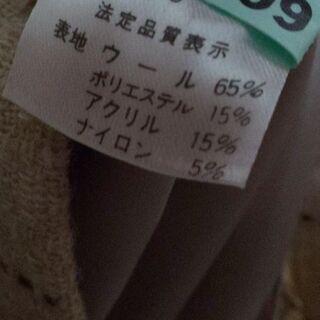 09
法定品質表示
表地 ウール 65%
ポリエステル 15%
アクリル 15%
ナイロン 5%